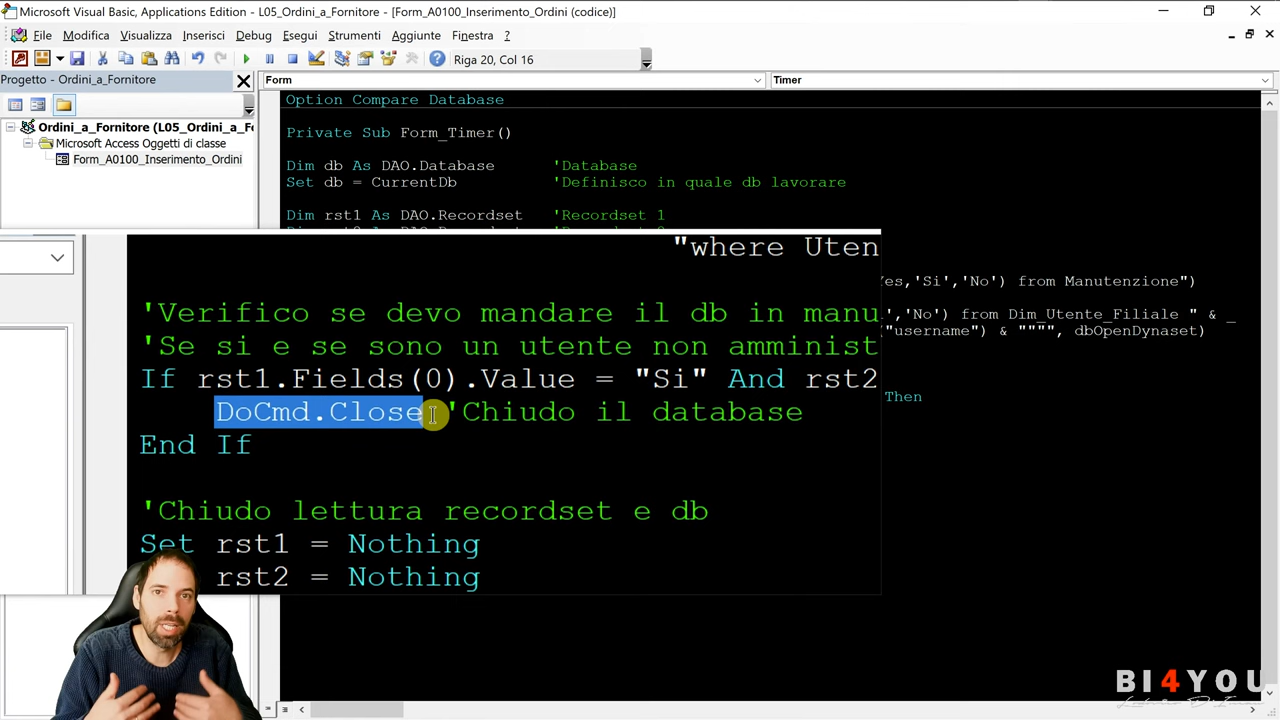 Microsoft Visual Basic, Applications Edition - L05_Ordini_a_Fornitore - [Form_A0100_Inserimento_Ordini (codice)]
File Modifica Visualizza Inserisci Debug Esegui Strumenti Aggiunte Finestra ?
Riga 20, Col 16
Progetto - Ordini_a_Fornitore
Form
Timer
Ordini_a_Fornitore (L05_Ordini_a_Fo
Microsoft Access Oggetti di classe
Form_A0100_Inserimento_Ordini
Option Compare Database
Private Sub Form_Timer()
Dim db As DAO.Database 'Database
Set db = CurrentDb 'Definisco in quale db lavorare
Dim rst1 As DAO.Recordset 'Recordset 1
"where Uten
es,'Si','No') from Manutenzione")
'Verifico se devo mandare il db in manu
','No') from Dim_Utente_Filiale " & _
("username") & """", dbOpenDynaset)
'Se si e se sono un utente non amminist
If rst1.Fields(0).Value = "Si" And rst2
Then
DoCmd.Close 'Chiudo il database
End If
'Chiudo lettura recordset e db
Set rst1 = Nothing
rst2 = Nothing
BI4YOU